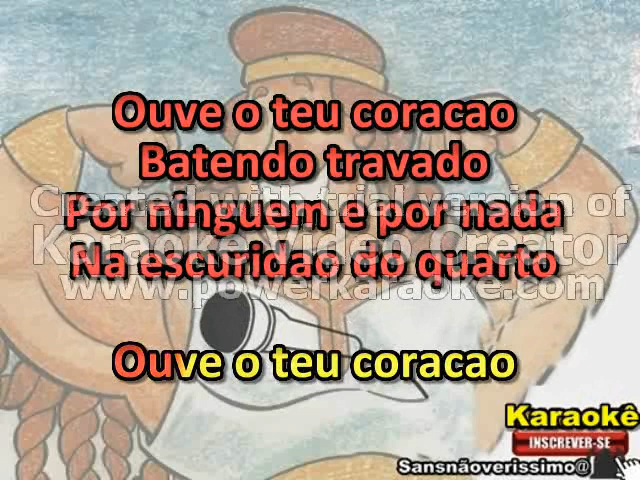 Ouve o teu coracao
Batendo travado
Created with trial version of
Por ninguem e por nada
Karaoke Video Creator
Na escuridao do quarto
www.powerkaraoke.com
Ouve o teu coracao
Karaokê
INSCREVER-SE
Sansnãoverissimo@